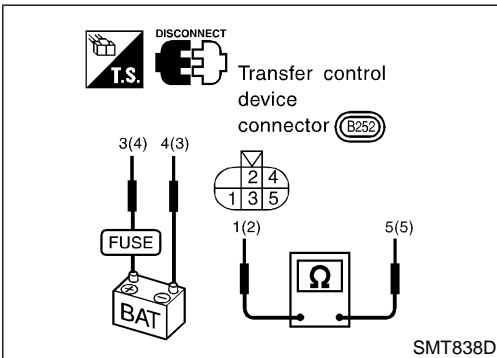 DISCONNECT
T.S.
Transfer control
device
connector B252
3(4) 4(3)
2 4
1 3 5
1(2) 5(5)
FUSE
Ω
+ −
BAT
SMT838D